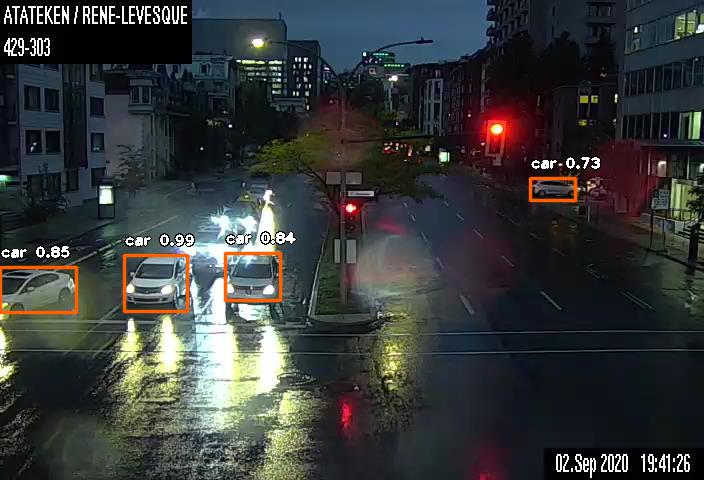 ATATEKEN / RENE-LEVESQUE
429-303
car 0.73
car 0.99
car 0.84
car 0.85
02.Sep 2020 19:41:26